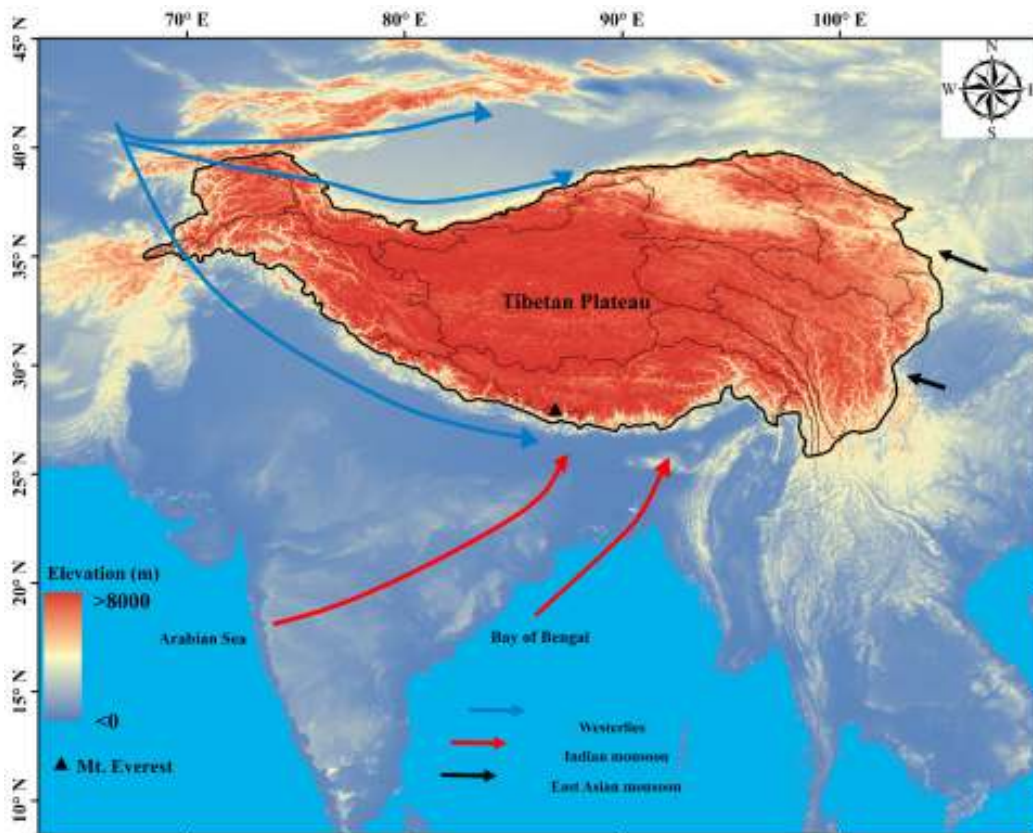 70° E 80° E 90° E 100° E
45° N
40° N
35° N
30° N
25° N
20° N
15° N
10° N
N
W E
S
Tibetan Plateau
Elevation (m)
>8000
<0
Arabian Sea
Bay of Bengal
Westerlies
Indian monsoon
East Asian monsoon
Mt. Everest